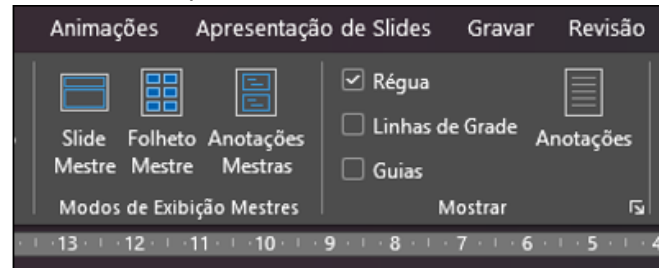 Animações Apresentação de Slides Gravar Revisão
Slide Mestre
Folheto Mestre
Anotações Mestras
Modos de Exibição Mestres
Régua
Linhas de Grade
Guias
Anotações
Mostrar
13 12 11 10 9 8 7 6 5 4